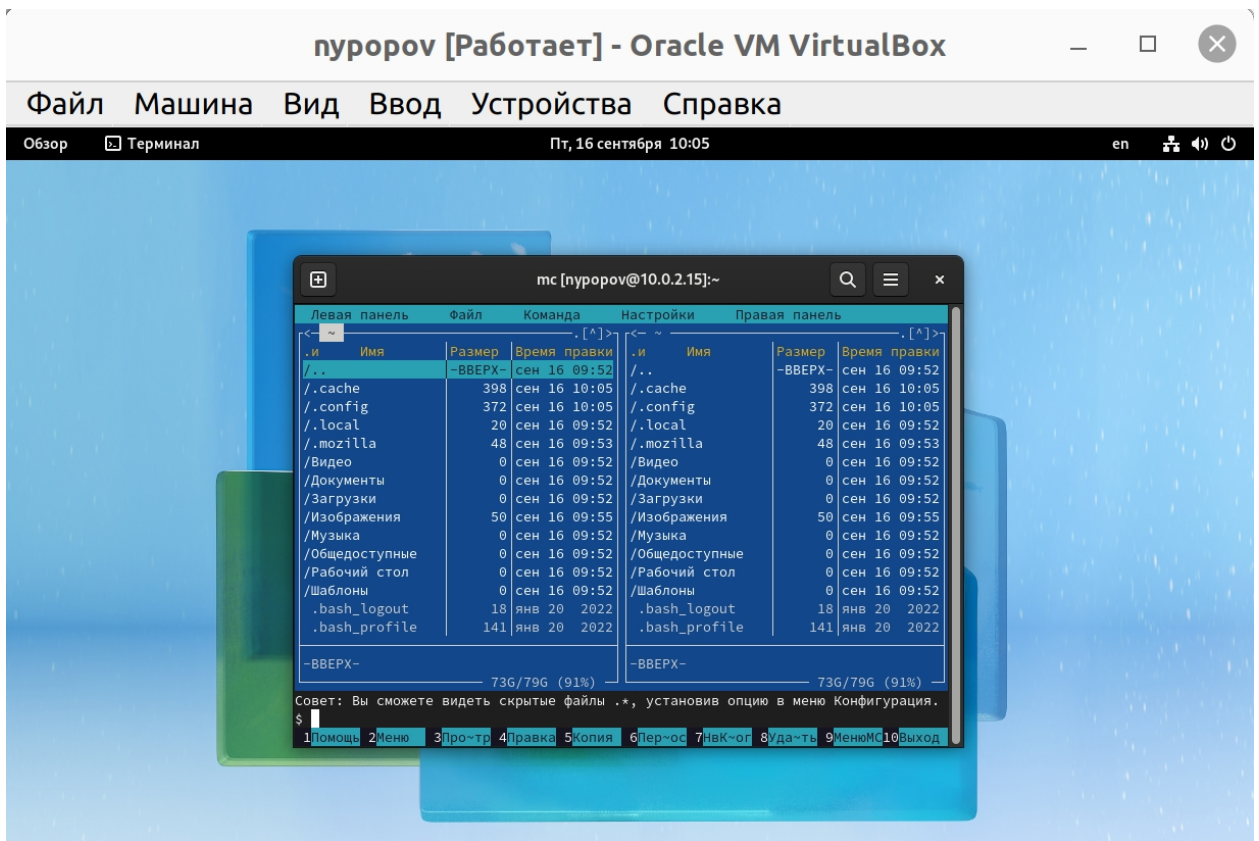 nypopov [Работает] - Oracle VM VirtualBox
Файл Машина Вид Ввод Устройства Справка
Обзор Терминал Пт, 16 сентября 10:05 en
mc [nypopov@10.0.2.15]:~
Левая панель Файл Команда Настройки Правая панель
<— ~ —.[^]>┐┌<— ~ —.[^]>┐
.и Имя Размер Время правки .и Имя Размер Время правки
/.. -ВВЕРХ- сен 16 09:52 /.. -ВВЕРХ- сен 16 09:52
/.cache 398 сен 16 10:05 /.cache 398 сен 16 10:05
/.config 372 сен 16 10:05 /.config 372 сен 16 10:05
/.local 20 сен 16 09:52 /.local 20 сен 16 09:52
/.mozilla 48 сен 16 09:53 /.mozilla 48 сен 16 09:53
/Видео 0 сен 16 09:52 /Видео 0 сен 16 09:52
/Документы 0 сен 16 09:52 /Документы 0 сен 16 09:52
/Загрузки 0 сен 16 09:52 /Загрузки 0 сен 16 09:52
/Изображения 50 сен 16 09:55 /Изображения 50 сен 16 09:55
/Музыка 0 сен 16 09:52 /Музыка 0 сен 16 09:52
/Общедоступные 0 сен 16 09:52 /Общедоступные 0 сен 16 09:52
/Рабочий стол 0 сен 16 09:52 /Рабочий стол 0 сен 16 09:52
/Шаблоны 0 сен 16 09:52 /Шаблоны 0 сен 16 09:52
.bash_logout 18 янв 20 2022 .bash_logout 18 янв 20 2022
.bash_profile 141 янв 20 2022 .bash_profile 141 янв 20 2022
-ВВЕРХ- -ВВЕРХ-
73G/79G (91%) 73G/79G (91%)
Совет: Вы сможете видеть скрытые файлы .*, установив опцию в меню Конфигурация.
$
1Помощь 2Меню 3Про~тр 4Правка 5Копия 6Пер~ос 7НвК~ог 8Уда~ть 9МенюMC 10Выход